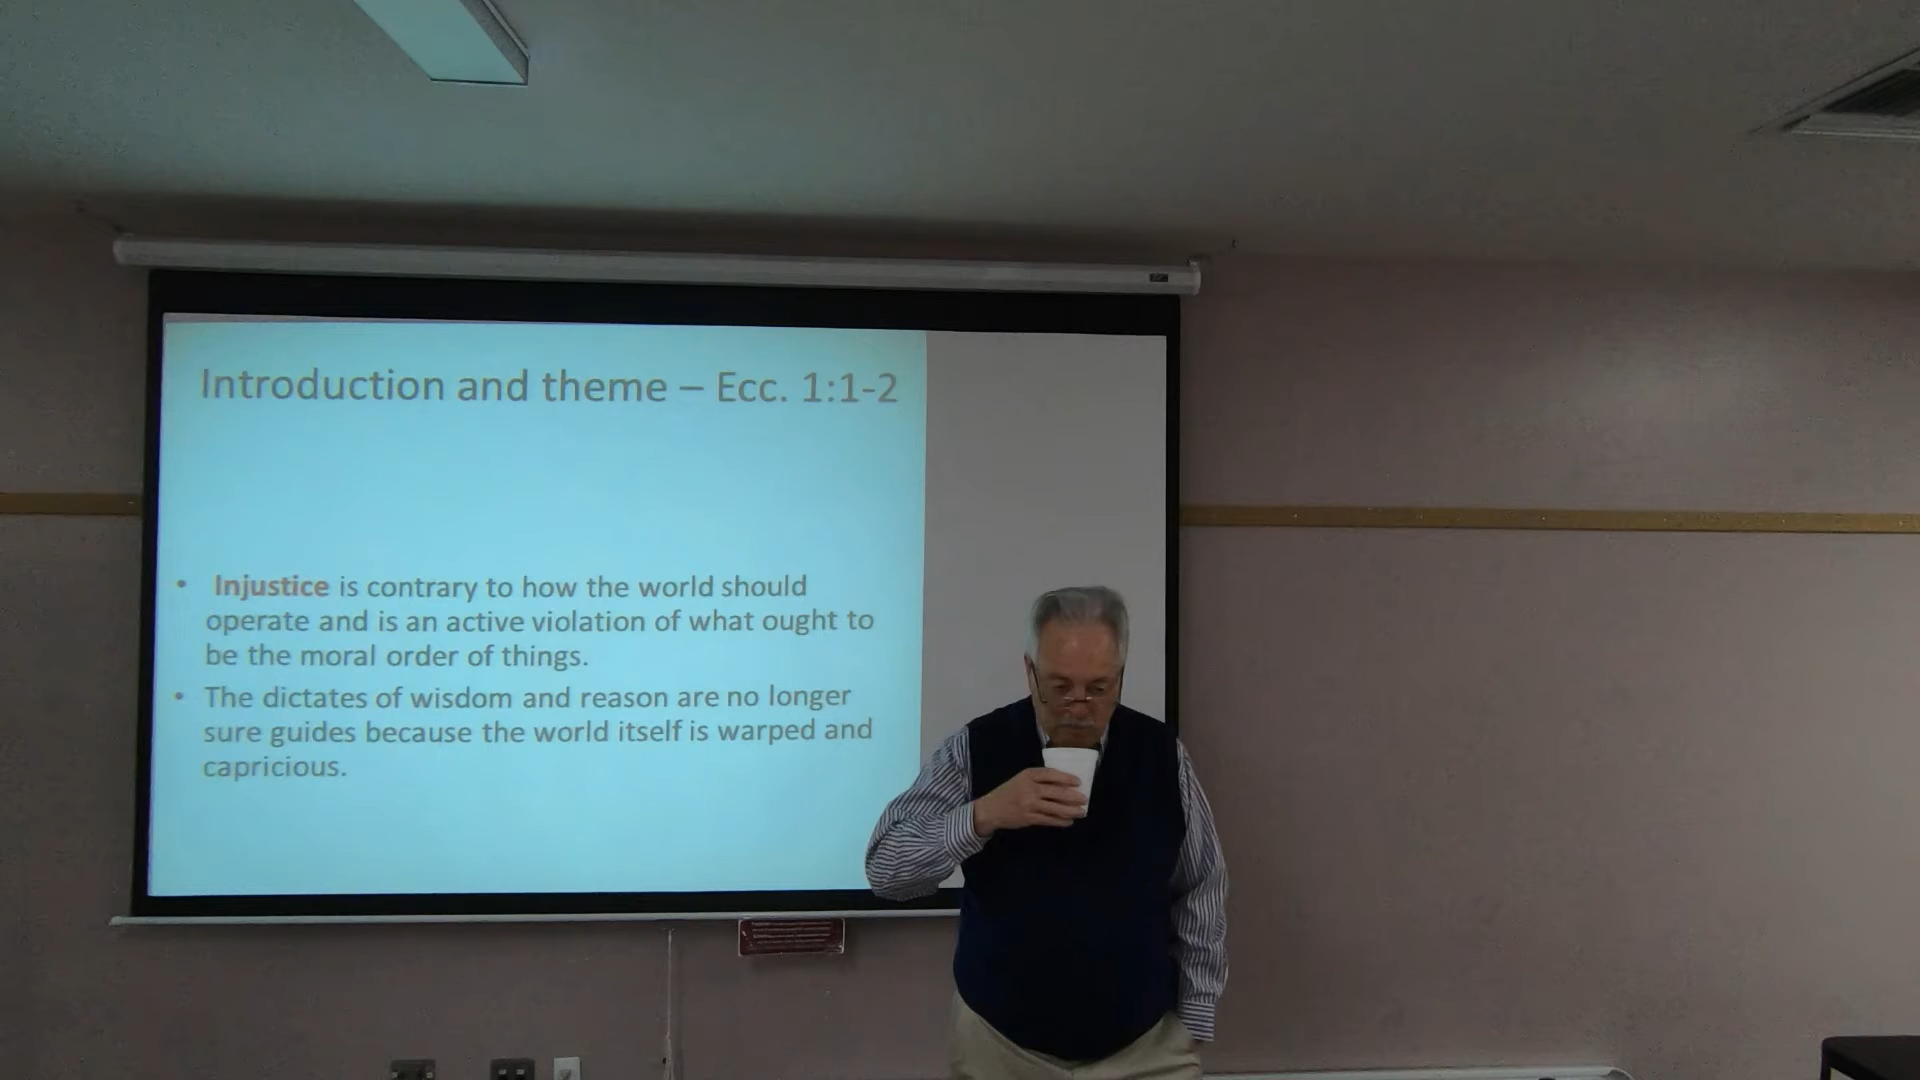 Introduction and theme – Ecc. 1:1-2
• Injustice is contrary to how the world should
operate and is an active violation of what ought to
be the moral order of things.
• The dictates of wisdom and reason are no longer
sure guides because the world itself is warped and
capricious.